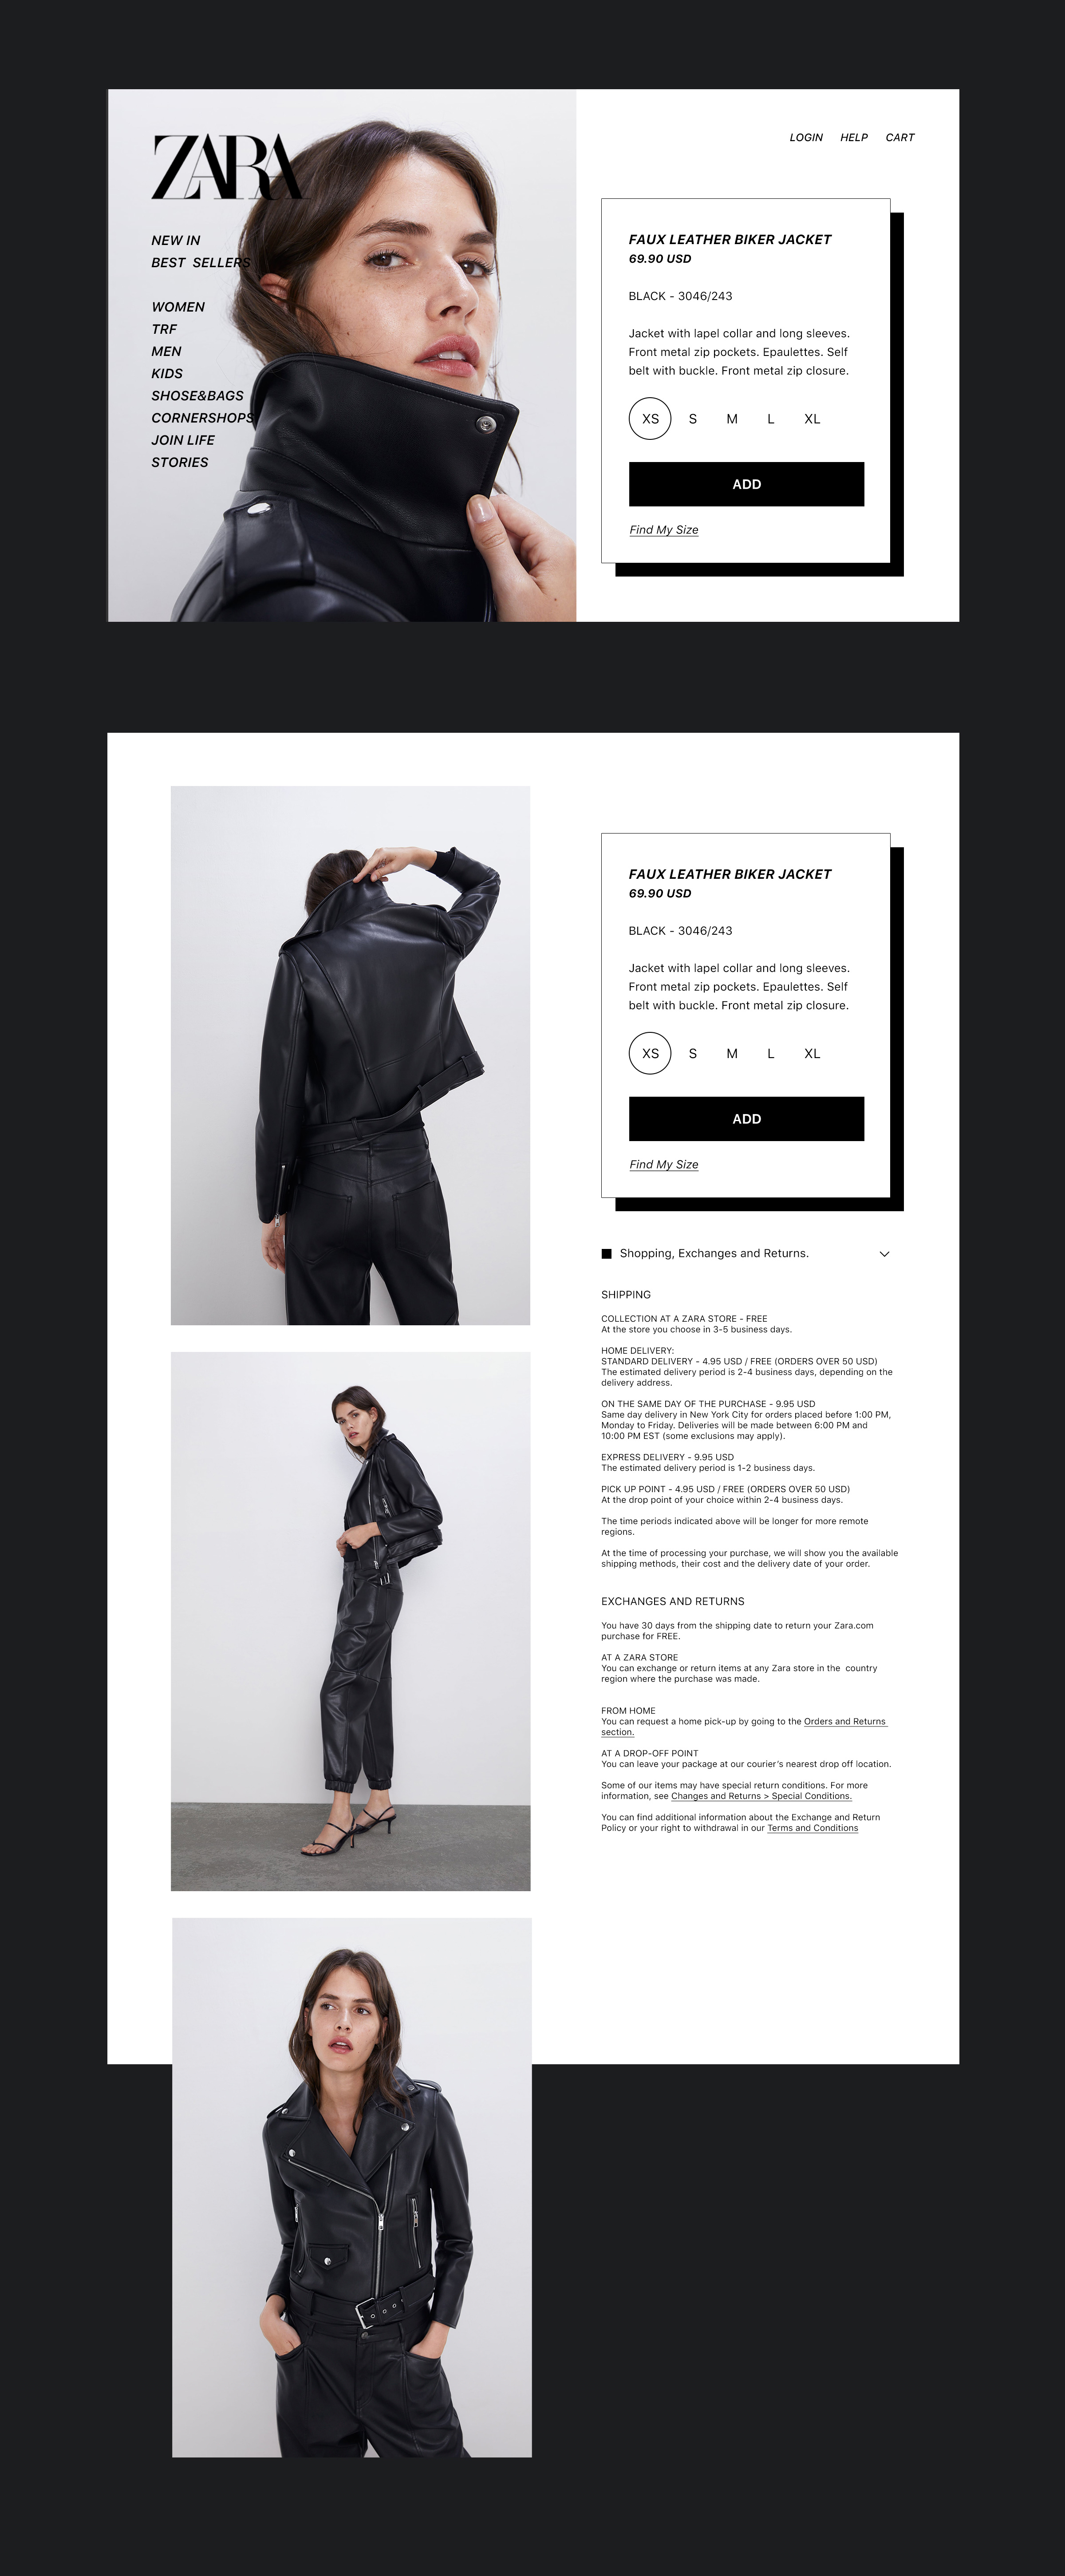 ZARA
NEW IN
BEST SELLERS
WOMEN
TRF
MEN
KIDS
SHOSE&BAGS
CORNERSHOPS
JOIN LIFE
STORIES
LOGIN HELP CART
FAUX LEATHER BIKER JACKET
69.90 USD
BLACK - 3046/243
Jacket with lapel collar and long sleeves.
Front metal zip pockets. Epaulettes. Self
belt with buckle. Front metal zip closure.
XS S M L XL
ADD
Find My Size
FAUX LEATHER BIKER JACKET
69.90 USD
BLACK - 3046/243
Jacket with lapel collar and long sleeves.
Front metal zip pockets. Epaulettes. Self
belt with buckle. Front metal zip closure.
XS S M L XL
ADD
Find My Size
Shopping, Exchanges and Returns.
SHIPPING
COLLECTION AT A ZARA STORE - FREE
At the store you choose in 3-5 business days.
HOME DELIVERY:
STANDARD DELIVERY - 4.95 USD / FREE (ORDERS OVER 50 USD)
The estimated delivery period is 2-4 business days, depending on the
delivery address.
ON THE SAME DAY OF THE PURCHASE - 9.95 USD
Same day delivery in New York City for orders placed before 1:00 PM,
Monday to Friday. Deliveries will be made between 6:00 PM and
10:00 PM EST (some exclusions may apply).
EXPRESS DELIVERY - 9.95 USD
The estimated delivery period is 1-2 business days.
PICK UP POINT - 4.95 USD / FREE (ORDERS OVER 50 USD)
At the drop point of your choice within 2-4 business days.
The time periods indicated above will be longer for more remote
regions.
At the time of processing your purchase, we will show you the available
shipping methods, their cost and the delivery date of your order.
EXCHANGES AND RETURNS
You have 30 days from the shipping date to return your Zara.com
purchase for FREE.
AT A ZARA STORE
You can exchange or return items at any Zara store in the country
region where the purchase was made.
FROM HOME
You can request a home pick-up by going to the Orders and Returns
section.
AT A DROP-OFF POINT
You can leave your package at our courier's nearest drop off location.
Some of our items may have special return conditions. For more
information, see Changes and Returns > Special Conditions.
You can find additional information about the Exchange and Return
Policy or your right to withdrawal in our Terms and Conditions